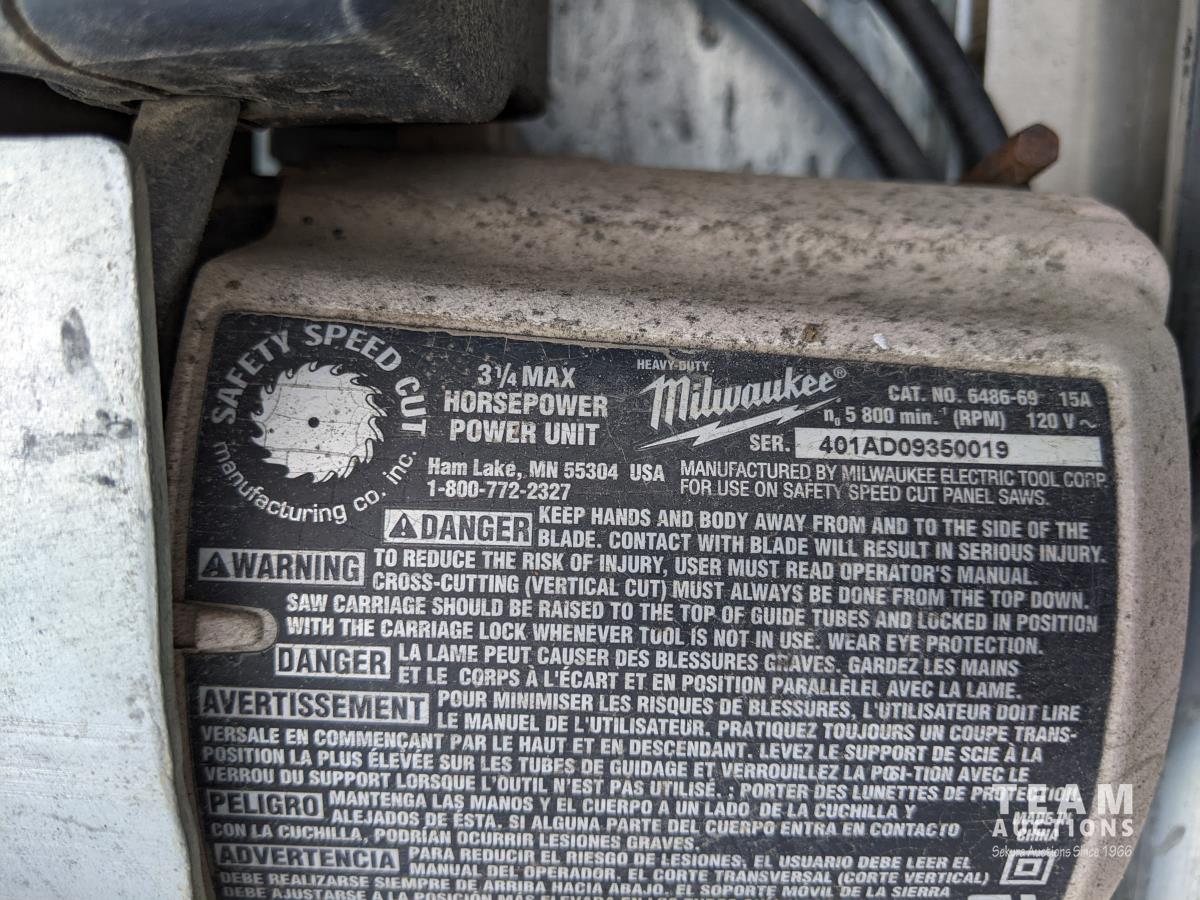 SAFETY SPEED CUT
manufacturing co. inc.
3 1/4 MAX
HORSEPOWER
POWER UNIT
Ham Lake, MN 55304 USA
1-800-772-2327
HEAVY-DUTY
Milwaukee®
CAT. NO. 6486-69 15A
n₀ 5 800 min.⁻¹ (RPM) 120 V ~
SER. 401AD09350019
MANUFACTURED BY MILWAUKEE ELECTRIC TOOL CORP.
FOR USE ON SAFETY SPEED CUT PANEL SAWS.
DANGER KEEP HANDS AND BODY AWAY FROM AND TO THE SIDE OF THE
BLADE. CONTACT WITH BLADE WILL RESULT IN SERIOUS INJURY.
WARNING TO REDUCE THE RISK OF INJURY, USER MUST READ OPERATOR'S MANUAL.
CROSS-CUTTING (VERTICAL CUT) MUST ALWAYS BE DONE FROM THE TOP DOWN.
SAW CARRIAGE SHOULD BE RAISED TO THE TOP OF GUIDE TUBES AND LOCKED IN POSITION
WITH THE CARRIAGE LOCK WHENEVER TOOL IS NOT IN USE. WEAR EYE PROTECTION.
DANGER LA LAME PEUT CAUSER DES BLESSURES GRAVES. GARDEZ LES MAINS
ET LE CORPS À L'ÉCART ET EN POSITION PARALLÈLEL AVEC LA LAME.
AVERTISSEMENT POUR MINIMISER LES RISQUES DE BLESSURES, L'UTILISATEUR DOIT LIRE
LE MANUEL DE L'UTILISATEUR. PRATIQUEZ TOUJOURS UN COUPE TRANS-
VERSALE EN COMMENÇANT PAR LE HAUT ET EN DESCENDANT. LEVEZ LE SUPPORT DE SCIE À LA
POSITION LA PLUS ÉLEVÉE SUR LES TUBES DE GUIDAGE ET VERROUILLEZ LA POSI-TION AVEC LE
VERROU DU SUPPORT LORSQUE L'OUTIL N'EST PAS UTILISÉ. ; PORTER DES LUNETTES DE PROTECTION
PELIGRO MANTENGA LAS MANOS Y EL CUERPO A UN LADO DE LA CUCHILLA Y
ALEJADOS DE ÉSTA. SI ALGUNA PARTE DEL CUERPO ENTRA EN CONTACTO
CON LA CUCHILLA, PODRÍAN OCURRIR LESIONES GRAVES.
MADE IN
CHINA
ADVERTENCIA PARA REDUCIR EL RIESGO DE LESIONES, EL USUARIO DEBE LEER EL
MANUAL DEL OPERADOR. EL CORTE TRANSVERSAL (CORTE VERTICAL)
DEBE REALIZARSE SIEMPRE DE ARRIBA HACIA ABAJO. EL SOPORTE MÓVIL DE LA SIERRA
DEBE AJUSTARSE A LA POSICIÓN MÁS ELEVADA
TEAM
AUCTIONS
Sekura Auctions Since 1966